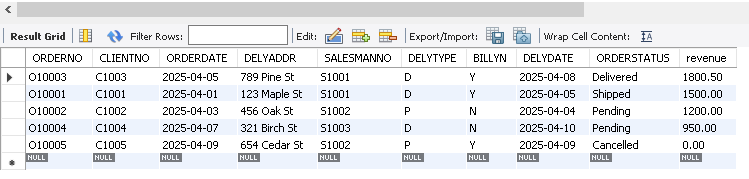 Result Grid Filter Rows: Edit: Export/Import: Wrap Cell Content: IA
ORDERNO CLIENTNO ORDERDATE DELYADDR SALESMANNO DELYTYPE BILLYN DELYDATE ORDERSTATUS revenue
O10003 C1003 2025-04-05 789 Pine St S1001 D Y 2025-04-08 Delivered 1800.50
O10001 C1001 2025-04-01 123 Maple St S1001 D Y 2025-04-05 Shipped 1500.00
O10002 C1002 2025-04-03 456 Oak St S1002 P N 2025-04-04 Pending 1200.00
O10004 C1004 2025-04-07 321 Birch St S1003 D N 2025-04-10 Pending 950.00
O10005 C1005 2025-04-09 654 Cedar St S1002 P Y 2025-04-09 Cancelled 0.00
NULL NULL NULL NULL NULL NULL NULL NULL NULL NULL